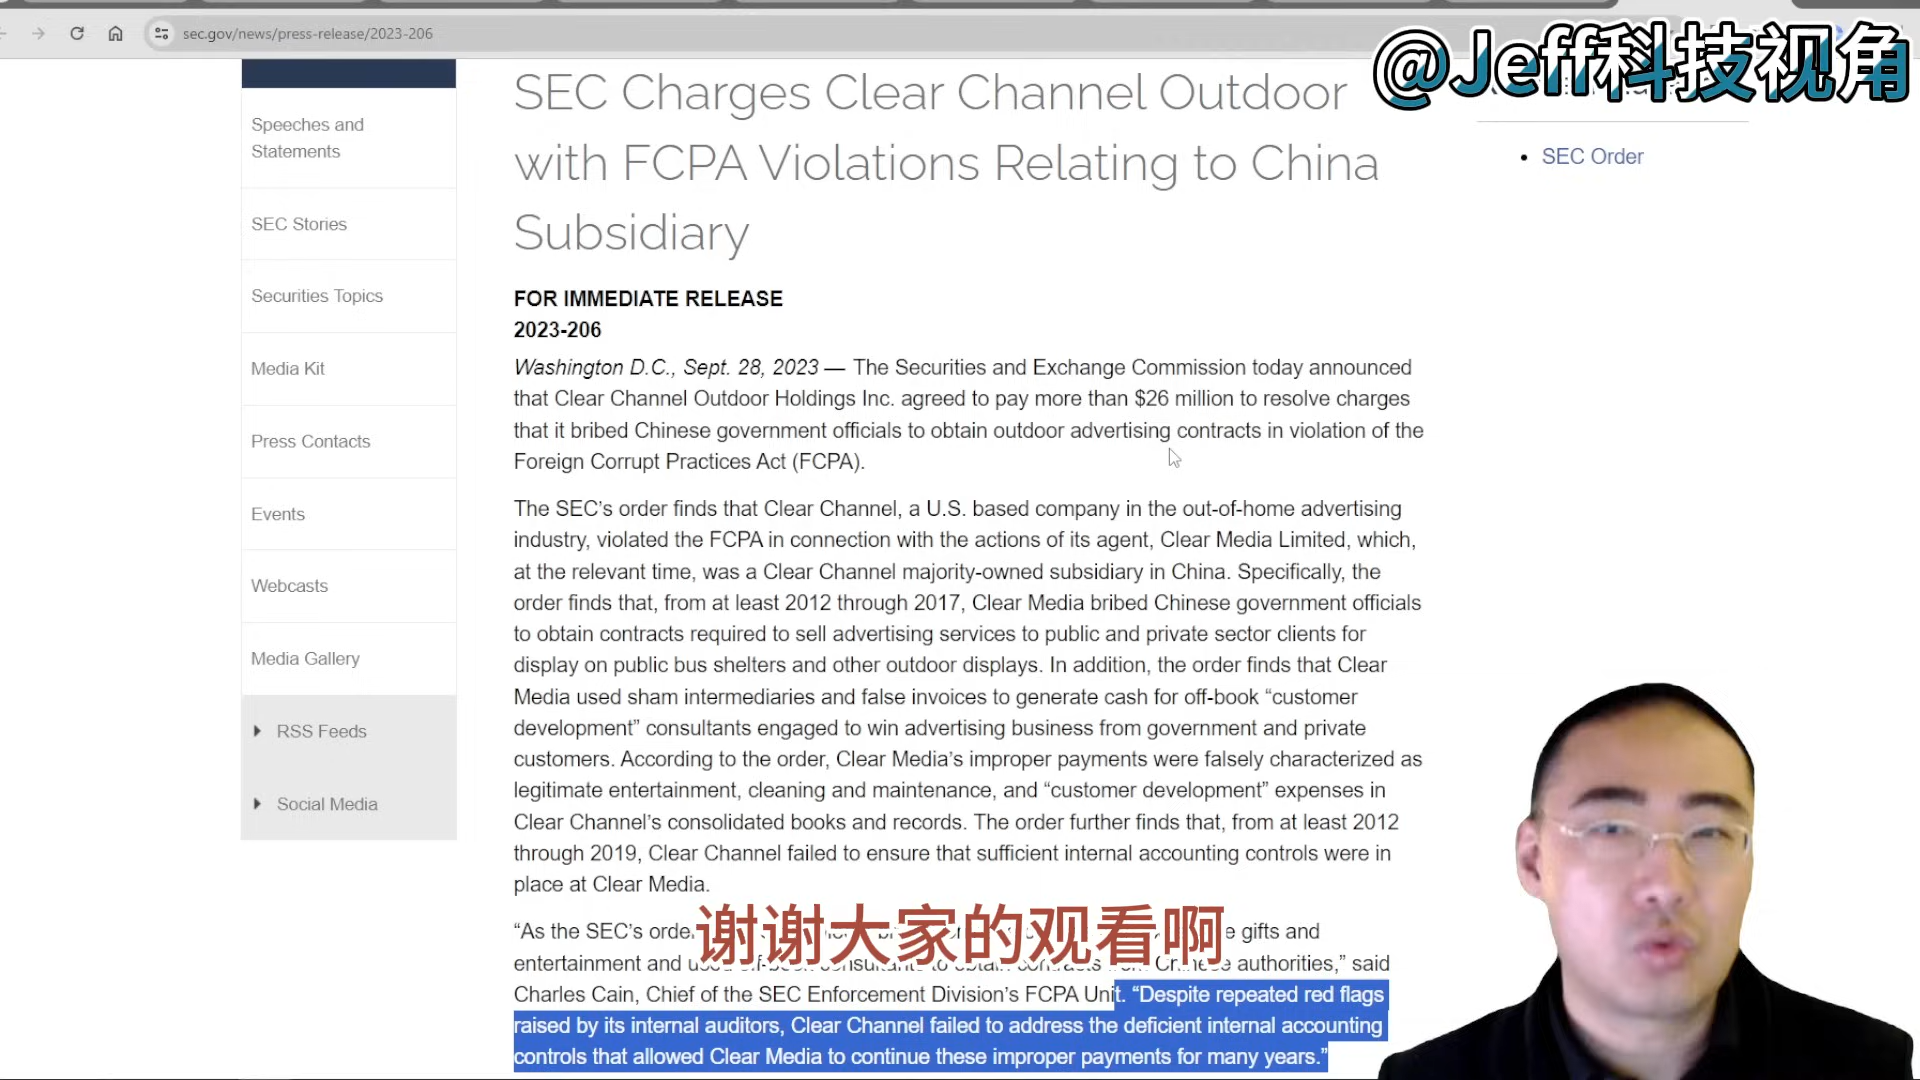 sec.gov/news/press-release/2023-206
@Jeff科技视角
Speeches and
Statements
SEC Stories
Securities Topics
Media Kit
Press Contacts
Events
Webcasts
Media Gallery
RSS Feeds
Social Media
SEC Charges Clear Channel Outdoor
with FCPA Violations Relating to China
Subsidiary
FOR IMMEDIATE RELEASE
2023-206
Washington D.C., Sept. 28, 2023 — The Securities and Exchange Commission today announced
that Clear Channel Outdoor Holdings Inc. agreed to pay more than $26 million to resolve charges
that it bribed Chinese government officials to obtain outdoor advertising contracts in violation of the
Foreign Corrupt Practices Act (FCPA).
The SEC’s order finds that Clear Channel, a U.S. based company in the out-of-home advertising
industry, violated the FCPA in connection with the actions of its agent, Clear Media Limited, which,
at the relevant time, was a Clear Channel majority-owned subsidiary in China. Specifically, the
order finds that, from at least 2012 through 2017, Clear Media bribed Chinese government officials
to obtain contracts required to sell advertising services to public and private sector clients for
display on public bus shelters and other outdoor displays. In addition, the order finds that Clear
Media used sham intermediaries and false invoices to generate cash for off-book “customer
development” consultants engaged to win advertising business from government and private
customers. According to the order, Clear Media’s improper payments were falsely characterized as
legitimate entertainment, cleaning and maintenance, and “customer development” expenses in
Clear Channel’s consolidated books and records. The order further finds that, from at least 2012
through 2019, Clear Channel failed to ensure that sufficient internal accounting controls were in
place at Clear Media.
“As the SEC’s order gifts and
entertainment and used off-book consultants to obtain contracts from Chinese authorities,” said
Charles Cain, Chief of the SEC Enforcement Division’s FCPA Unit. “Despite repeated red flags
raised by its internal auditors, Clear Channel failed to address the deficient internal accounting
controls that allowed Clear Media to continue these improper payments for many years.”
谢谢大家的观看啊
SEC Order